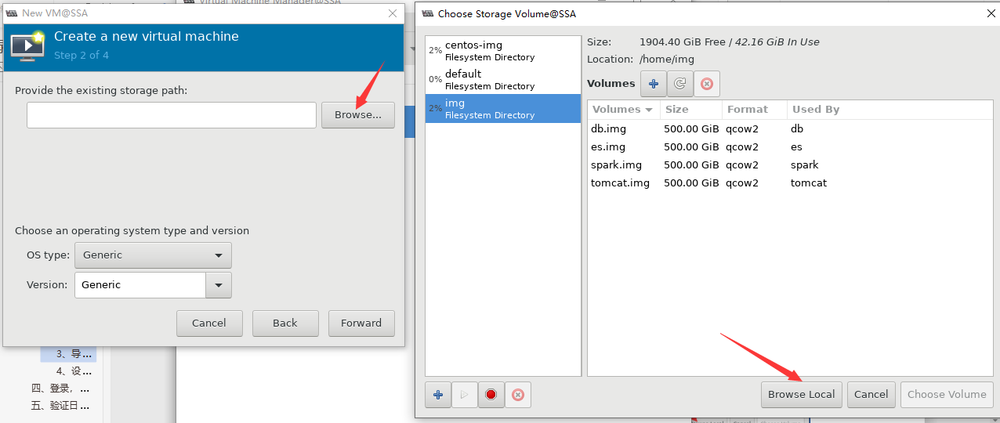 New VM@SSA
Create a new virtual machine
Step 2 of 4
Provide the existing storage path:
Browse...
Choose an operating system type and version
OS type: Generic
Version: Generic
Cancel Back Forward
3、导...
4、设...
四、登录，...
五、验证日...
Virtual Machine Manager@SSA
Choose Storage Volume@SSA
2% centos-img
Filesystem Directory
0% default
Filesystem Directory
2% img
Filesystem Directory
Size: 1904.40 GiB Free / 42.16 GiB In Use
Location: /home/img
Volumes
Volumes Size Format Used By
db.img 500.00 GiB qcow2 db
es.img 500.00 GiB qcow2 es
spark.img 500.00 GiB qcow2 spark
tomcat.img 500.00 GiB qcow2 tomcat
Browse Local Cancel Choose Volume